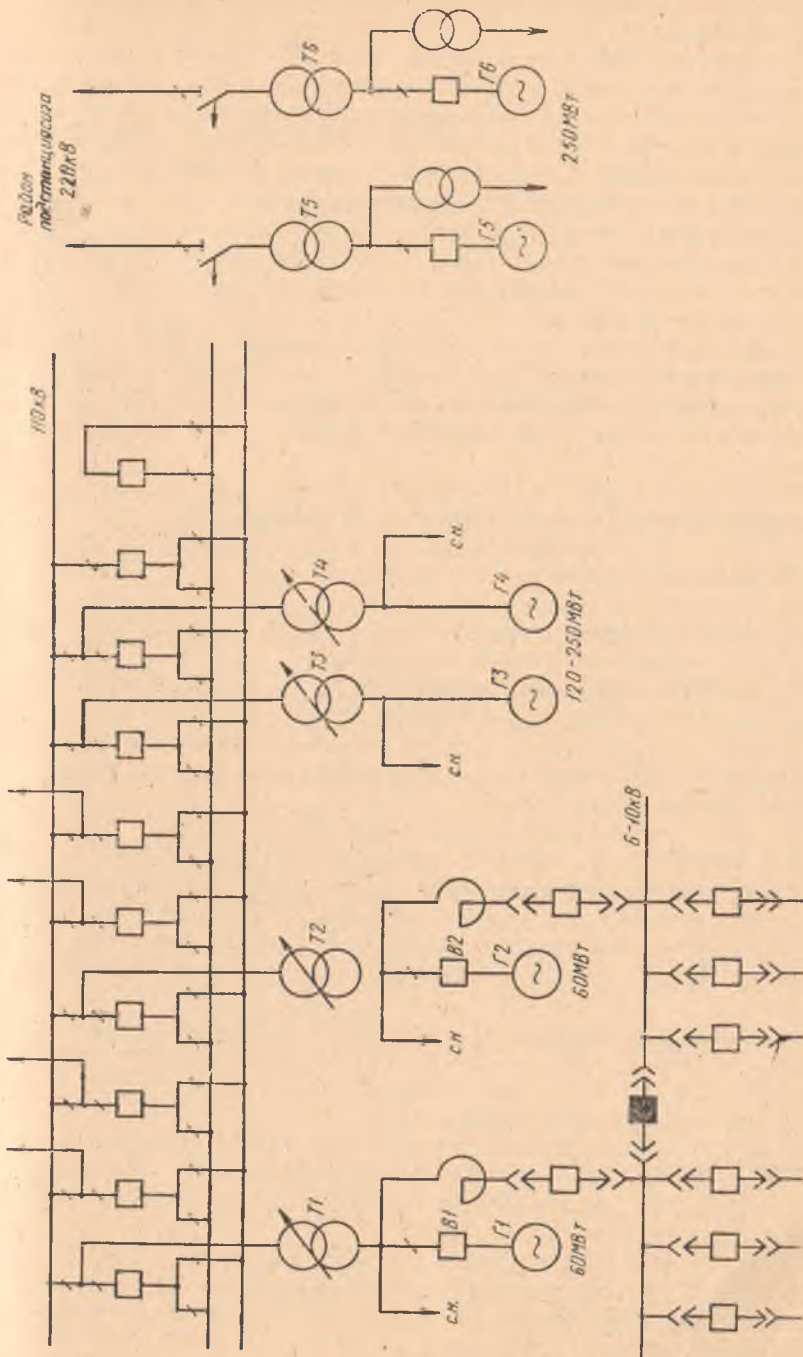 Район
подстанциясига
220кВ
110кВ
Т6
Г6
250МВт
Т5
Г5
Т4
с.н.
Г4
120-250МВт
Т3
с.н.
Г3
6-10кВ
Т2
В2
Г2
60МВт
с.н
Т1
В1
Г1
60МВт
с.н.